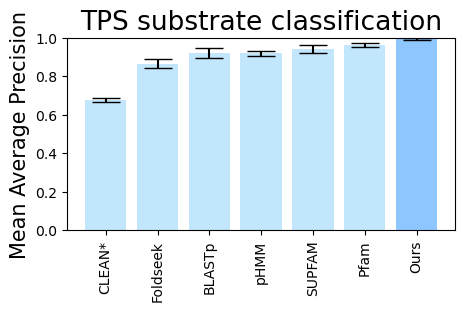 TPS substrate classification
Mean Average Precision
1.0
0.8
0.6
0.4
0.2
0.0
CLEAN*
Foldseek
BLASTp
pHMM
SUPFAM
Pfam
Ours